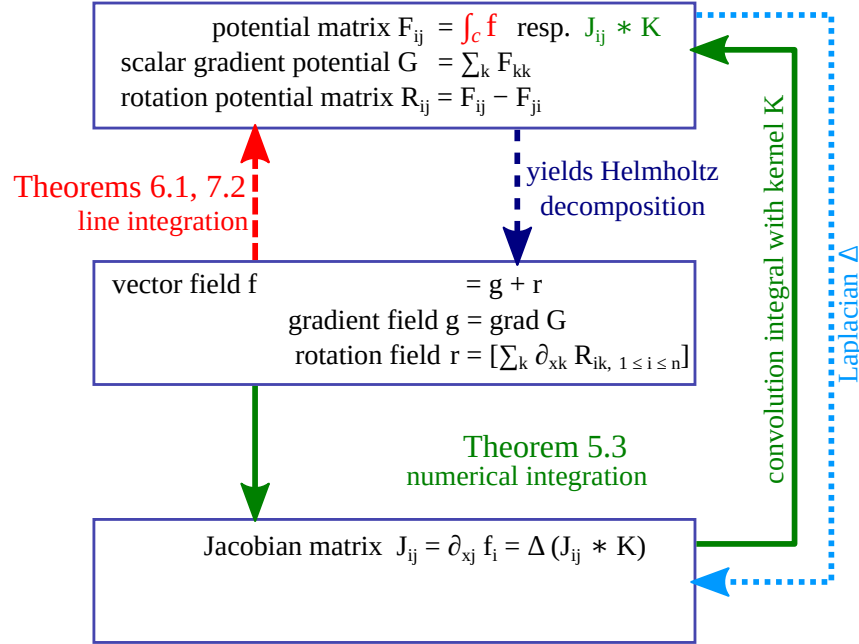 potential matrix F_ij = ∫_c f resp. J_ij * K
scalar gradient potential G = ∑_k F_kk
rotation potential matrix R_ij = F_ij − F_ji
Theorems 6.1, 7.2
line integration
yields Helmholtz
decomposition
vector field f = g + r
gradient field g = grad G
rotation field r = [∑_k ∂_xk R_ik, 1 ≤ i ≤ n]
Theorem 5.3
numerical integration
Jacobian matrix J_ij = ∂_xj f_i = Δ (J_ij * K)
convolution integral with kernel K
Laplacian Δ